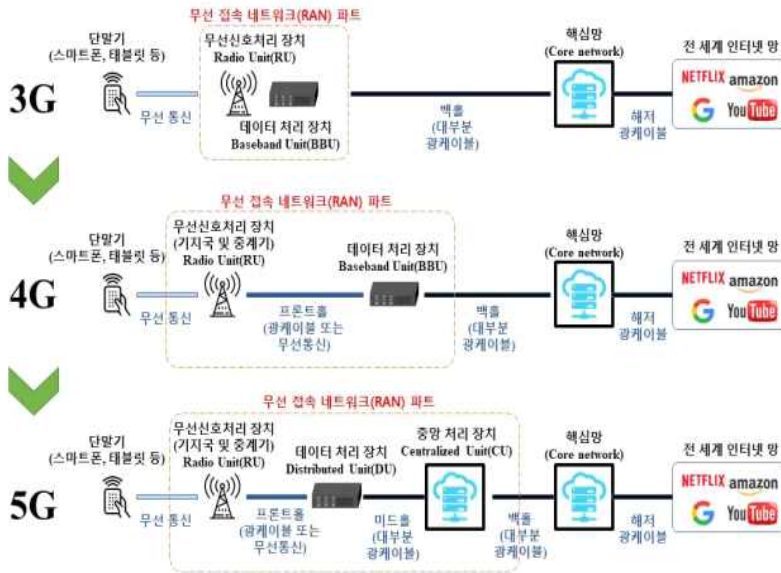 무선 접속 네트워크(RAN) 파트
단말기
(스마트폰, 태블릿 등)
무선신호처리 장치
Radio Unit(RU)
핵심망
(Core network)
전 세계 인터넷 망
3G
무선 통신
데이터 처리 장치
Baseband Unit(BBU)
백홀
(대부분
광케이블)
해저
광케이블
NETFLIX amazon
G YouTube
무선 접속 네트워크(RAN) 파트
단말기
(스마트폰, 태블릿 등)
무선신호처리 장치
(기지국 및 중계기)
Radio Unit(RU)
데이터 처리 장치
Baseband Unit(BBU)
핵심망
(Core network)
전 세계 인터넷 망
4G
무선 통신
프론트홀
(광케이블 또는
무선통신)
백홀
(대부분
광케이블)
해저
광케이블
NETFLIX amazon
G YouTube
무선 접속 네트워크(RAN) 파트
단말기
(스마트폰, 태블릿 등)
무선신호처리 장치
(기지국 및 중계기)
Radio Unit(RU)
데이터 처리 장치
Distributed Unit(DU)
중앙 처리 장치
Centralized Unit(CU)
핵심망
(Core network)
전 세계 인터넷 망
5G
무선 통신
프론트홀
(광케이블 또는
무선통신)
미드홀
(대부분
광케이블)
백홀
(대부분
광케이블)
해저
광케이블
NETFLIX amazon
G YouTube